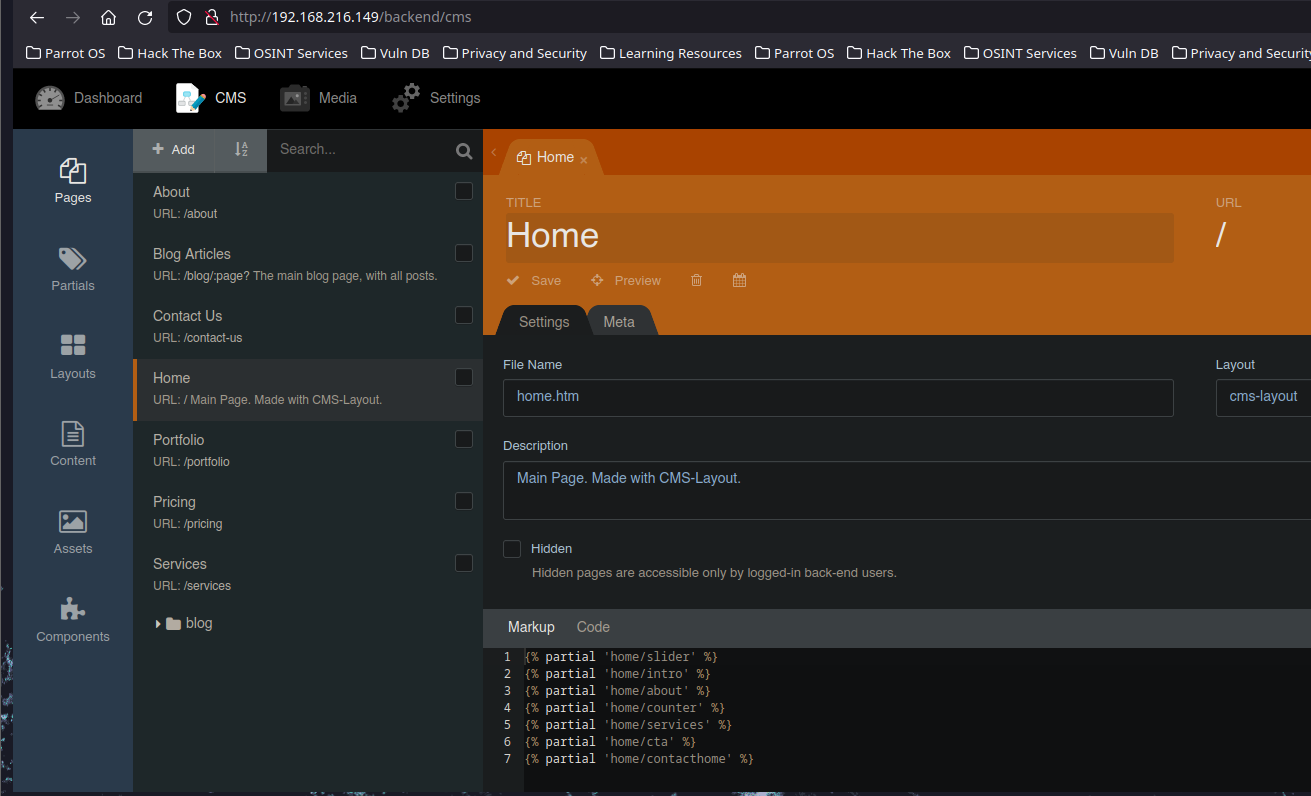 http://192.168.216.149/backend/cms
Parrot OS Hack The Box OSINT Services Vuln DB Privacy and Security Learning Resources Parrot OS Hack The Box OSINT Services Vuln DB Privacy and Security
Dashboard CMS Media Settings
Pages
Partials
Layouts
Content
Assets
Components
+ Add Search...
About
URL: /about
Blog Articles
URL: /blog/:page? The main blog page, with all posts.
Contact Us
URL: /contact-us
Home
URL: / Main Page. Made with CMS-Layout.
Portfolio
URL: /portfolio
Pricing
URL: /pricing
Services
URL: /services
blog
Home ×
TITLE URL
Home /
Save Preview
Settings Meta
File Name Layout
home.htm cms-layout
Description
Main Page. Made with CMS-Layout.
Hidden
Hidden pages are accessible only by logged-in back-end users.
Markup Code
1 {% partial 'home/slider' %}
2 {% partial 'home/intro' %}
3 {% partial 'home/about' %}
4 {% partial 'home/counter' %}
5 {% partial 'home/services' %}
6 {% partial 'home/cta' %}
7 {% partial 'home/contacthome' %}